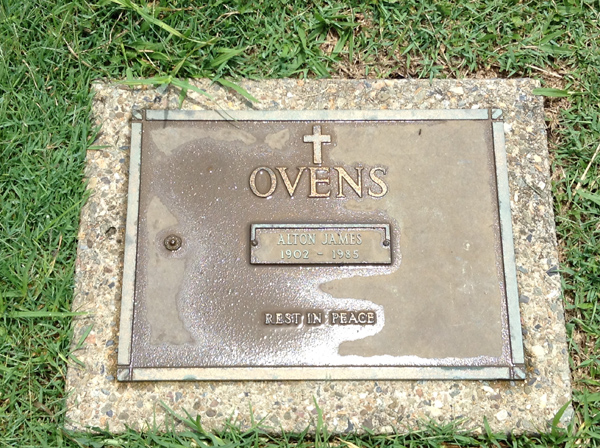 OVENS
ALTON JAMES
1902 - 1985
REST IN PEACE